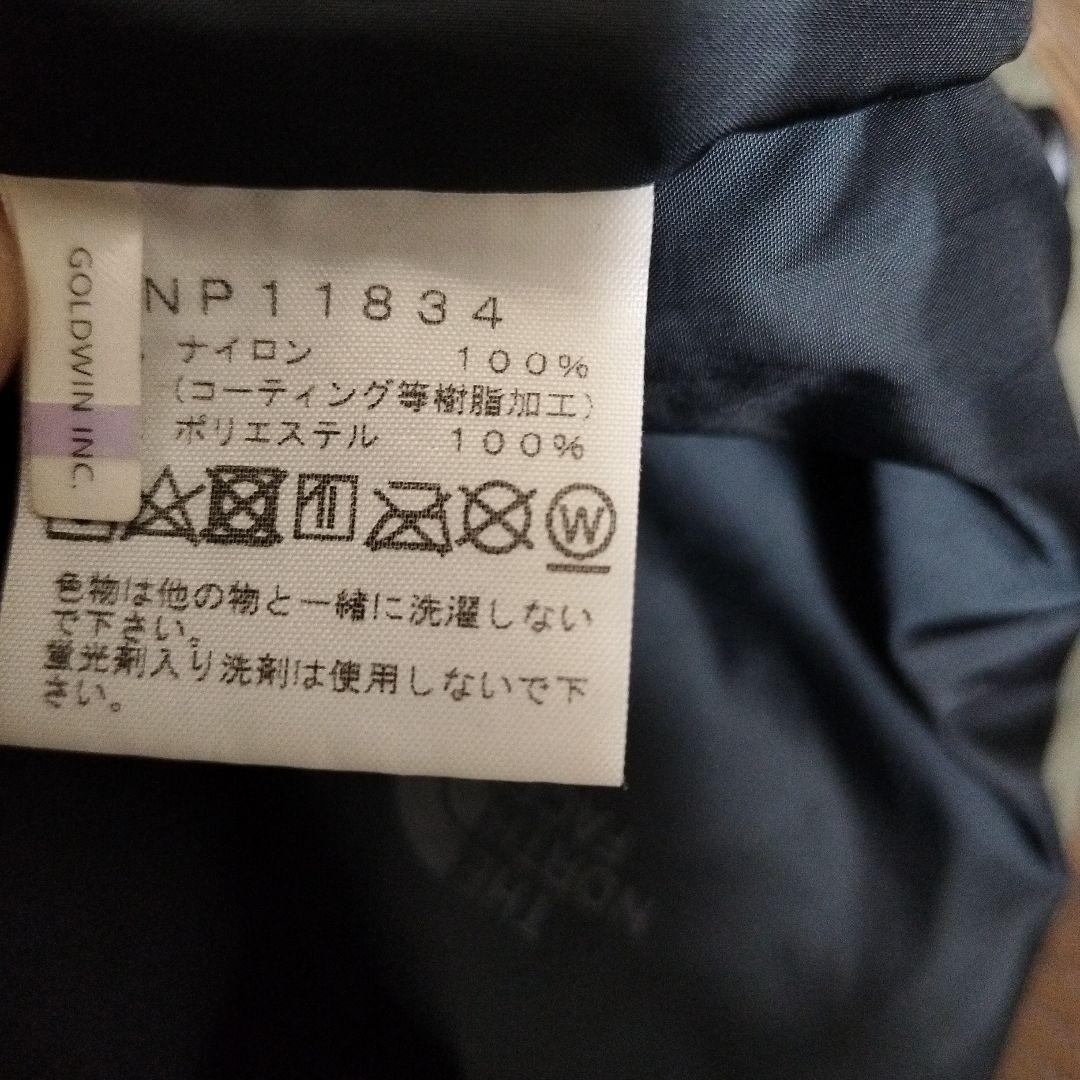 GOLDWIN INC.
NP11834
ナイロン 100%
(コーティング等樹脂加工)
ポリエステル 100%
W
色物は他の物と一緒に洗濯しない
で下さい。
蛍光剤入り洗剤は使用しないで下
さい。
THE
NORTH
FACE